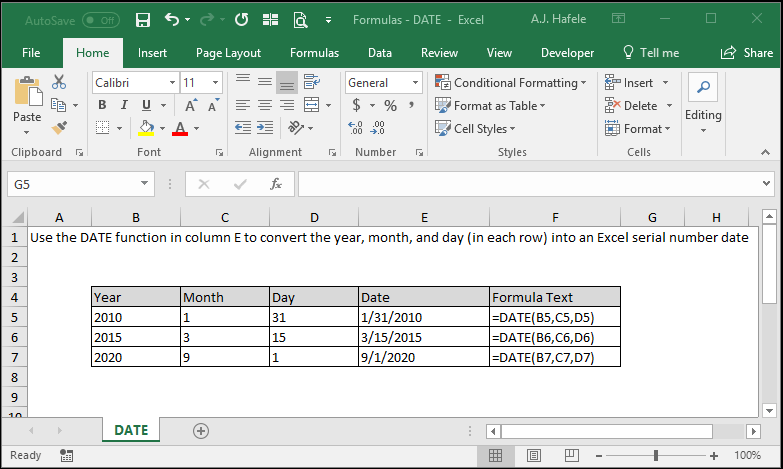 AutoSave Off Formulas - DATE - Excel A.J. Hafele
File Home Insert Page Layout Formulas Data Review View Developer Tell me Share
Paste
Calibri 11
B I U A A
A
General
$ % ,
Conditional Formatting
Format as Table
Cell Styles
Insert
Delete
Format
Editing
Clipboard Font Alignment Number Styles Cells
G5 fx
A B C D E F G H
1 Use the DATE function in column E to convert the year, month, and day (in each row) into an Excel serial number date
2
3
4 Year Month Day Date Formula Text
5 2010 1 31 1/31/2010 =DATE(B5,C5,D5)
6 2015 3 15 3/15/2015 =DATE(B6,C6,D6)
7 2020 9 1 9/1/2020 =DATE(B7,C7,D7)
8
9
10
DATE
Ready 100%